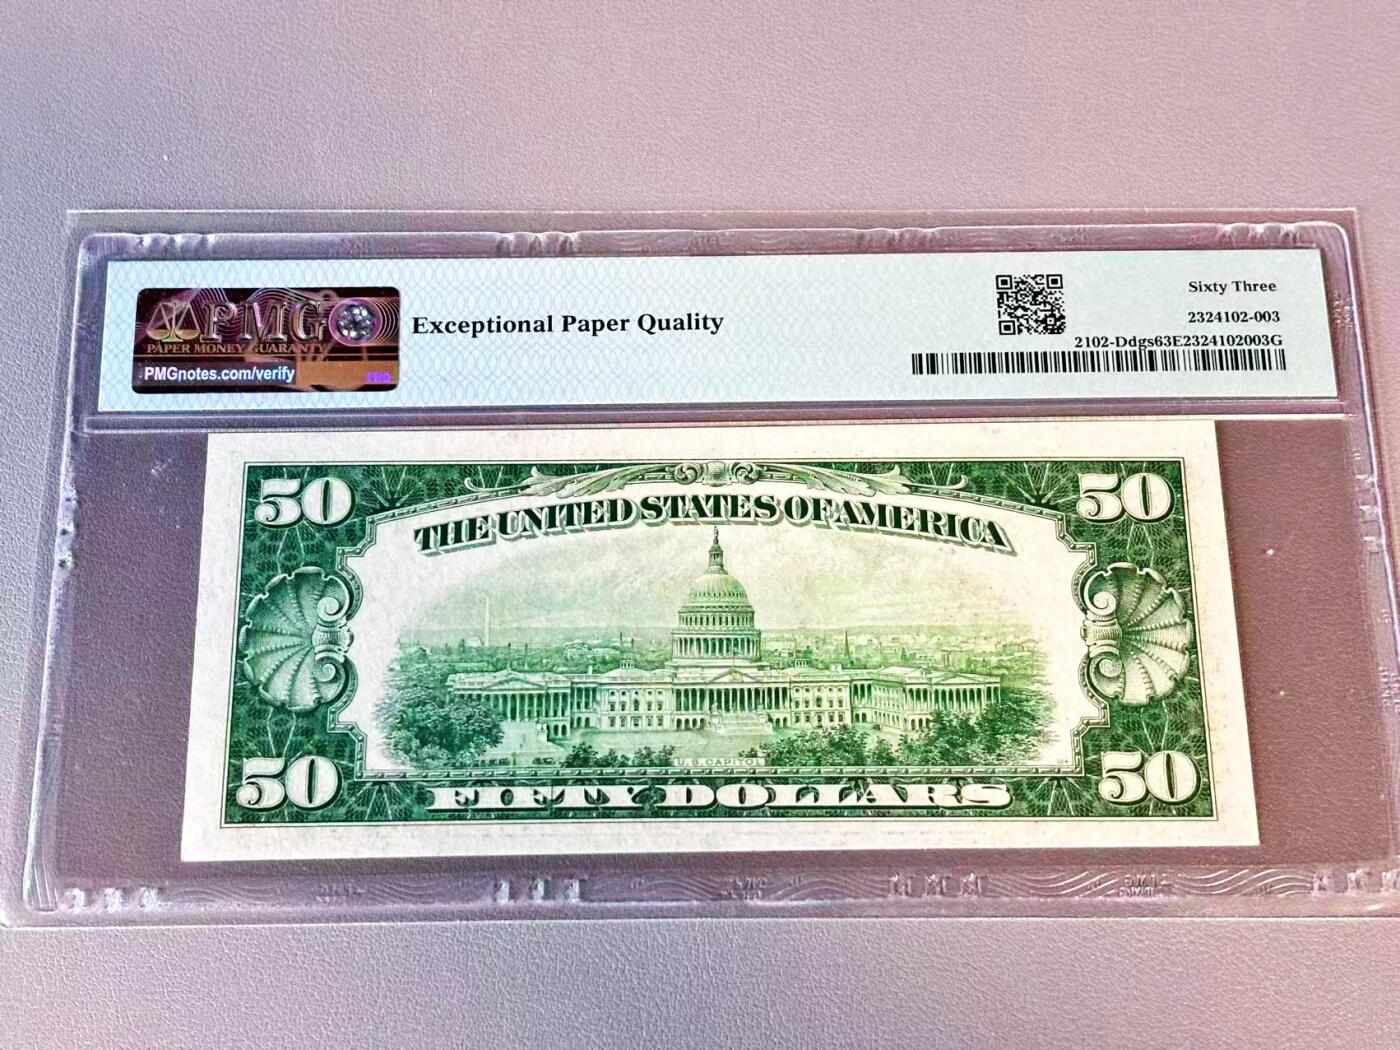 PMG
PAPER MONEY GUARANTY
PMGnotes.com/verify
Exceptional Paper Quality
Sixty Three
2324102-003
2102-Ddgs63E2324102003G
50
50
THE UNITED STATES OF AMERICA
U.S. CAPITOL
50
50
FIFTY DOLLARS